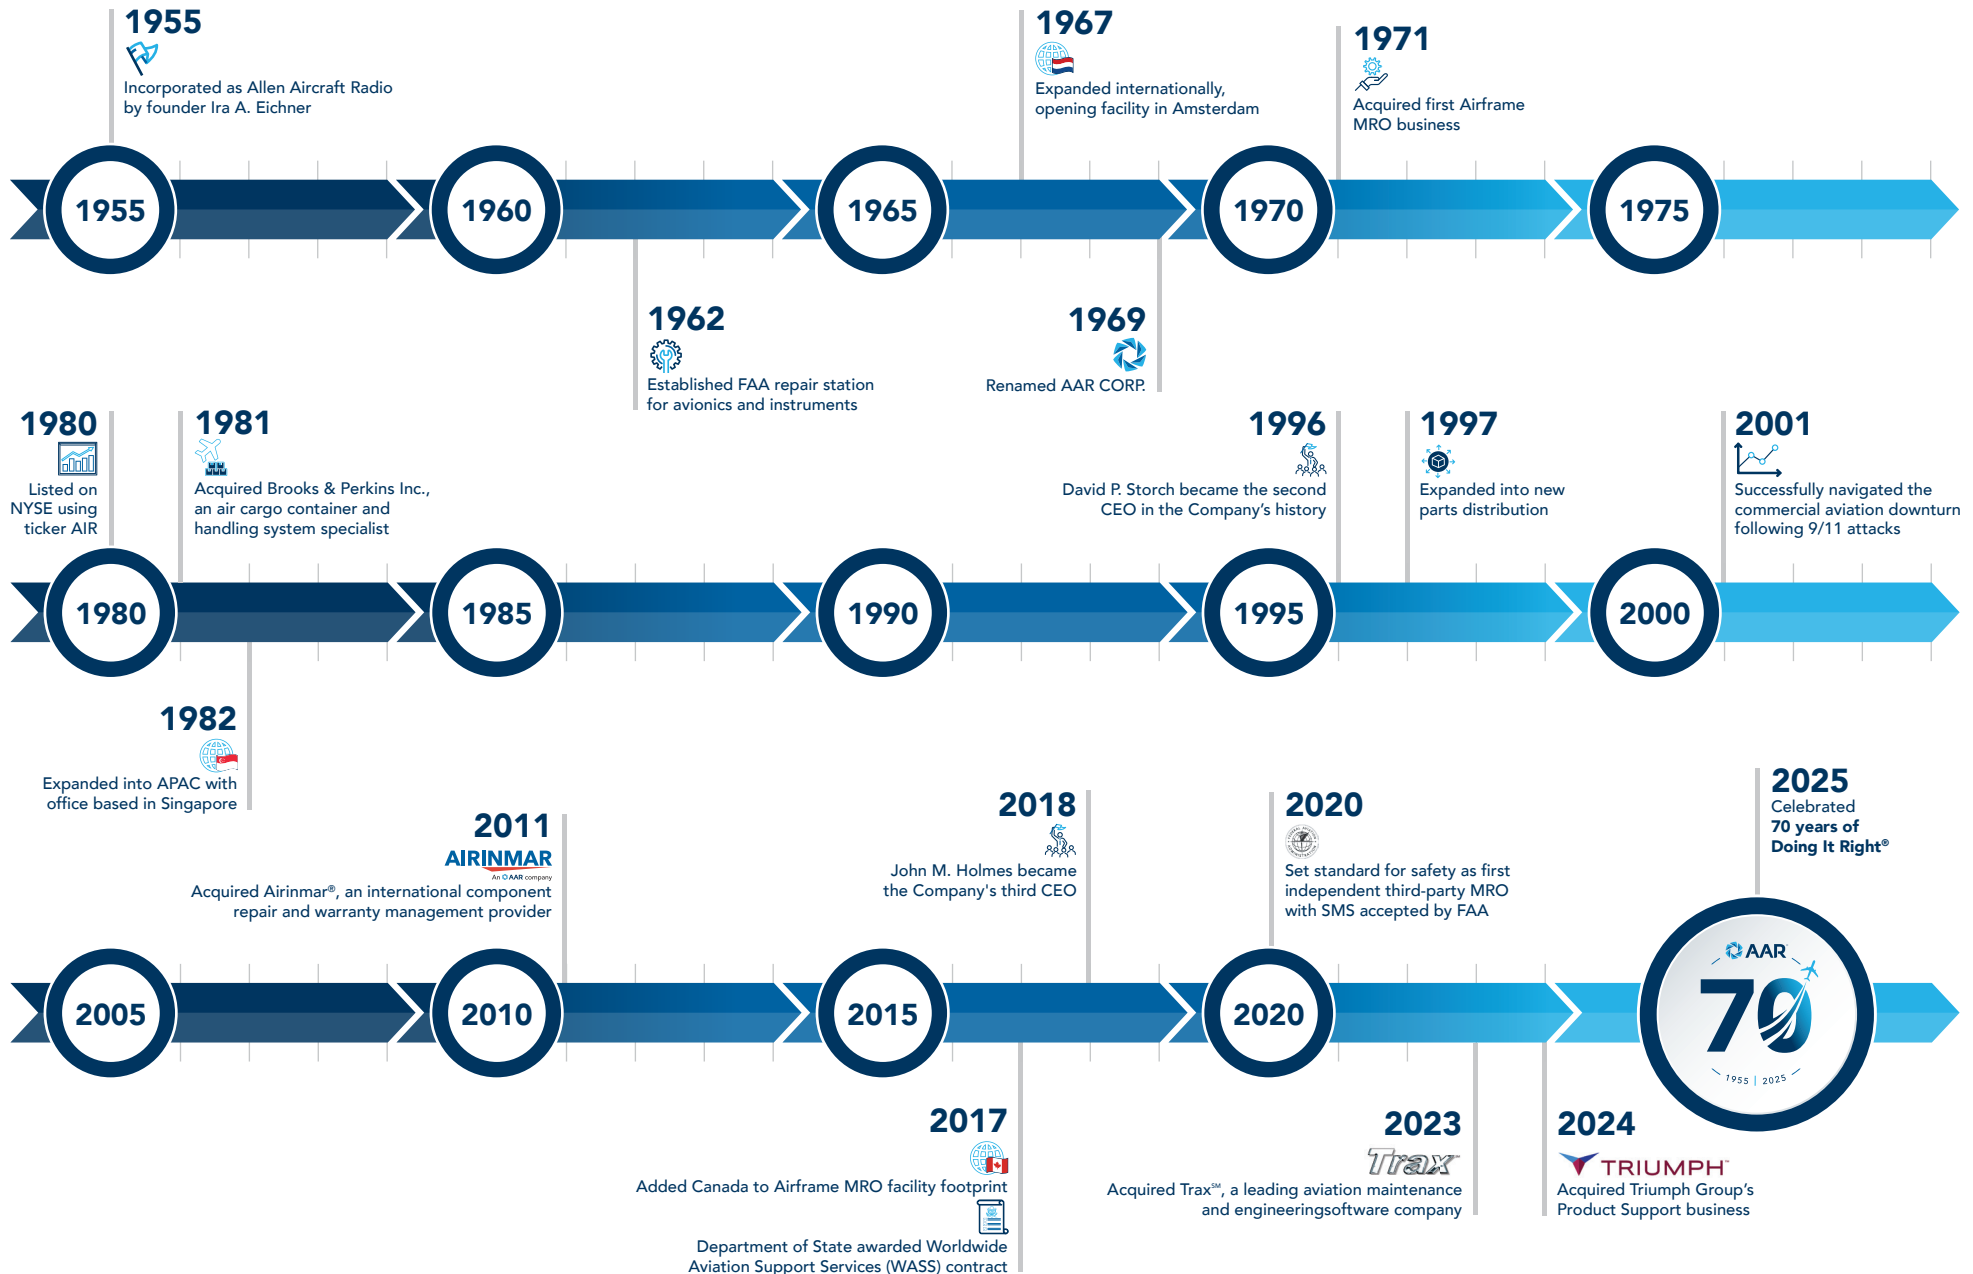 1955
Incorporated as Allen Aircraft Radio
by founder Ira A. Eichner
1967
Expanded internationally,
opening facility in Amsterdam
1971
Acquired first Airframe
MRO business
1955
1960
1965
1970
1975
1962
Established FAA repair station
for avionics and instruments
1969
Renamed AAR CORP.
1980
Listed on
NYSE using
ticker AIR
1981
Acquired Brooks & Perkins Inc.,
an air cargo container and
handling system specialist
1996
David P. Storch became the second
CEO in the Company’s history
1997
Expanded into new
parts distribution
2001
Successfully navigated the
commercial aviation downturn
following 9/11 attacks
1980
1985
1990
1995
2000
1982
Expanded into APAC with
office based in Singapore
2011
AIRINMAR
An AAR company
Acquired Airinmar®, an international component
repair and warranty management provider
2018
John M. Holmes became
the Company's third CEO
2020
Set standard for safety as first
independent third-party MRO
with SMS accepted by FAA
2025
Celebrated
70 years of
Doing It Right®
2005
2010
2015
2020
AAR
70
1955 | 2025
2017
Added Canada to Airframe MRO facility footprint
Department of State awarded Worldwide
Aviation Support Services (WASS) contract
2023
Trax
Acquired Trax℠, a leading aviation maintenance
and engineeringsoftware company
2024
TRIUMPH™
Acquired Triumph Group’s
Product Support business